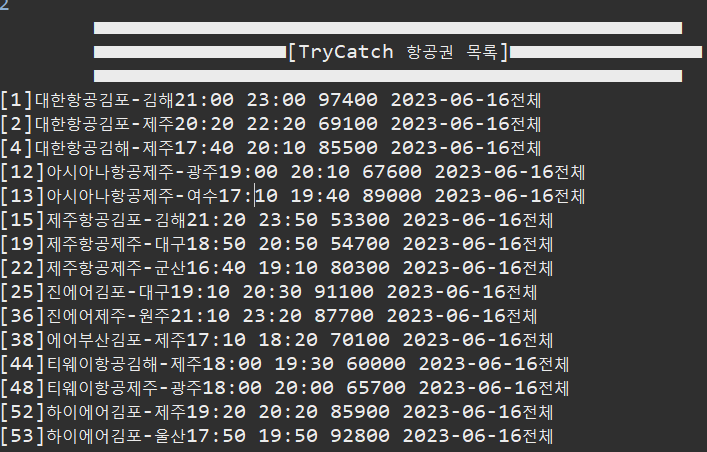 2
[TryCatch 항공권 목록]
[1]대한항공김포-김해21:00 23:00 97400 2023-06-16전체
[2]대한항공김포-제주20:20 22:20 69100 2023-06-16전체
[4]대한항공김해-제주17:40 20:10 85500 2023-06-16전체
[12]아시아나항공제주-광주19:00 20:10 67600 2023-06-16전체
[13]아시아나항공제주-여수17:10 19:40 89000 2023-06-16전체
[15]제주항공김포-김해21:20 23:50 53300 2023-06-16전체
[19]제주항공제주-대구18:50 20:50 54700 2023-06-16전체
[22]제주항공제주-군산16:40 19:10 80300 2023-06-16전체
[25]진에어김포-대구19:10 20:30 91100 2023-06-16전체
[36]진에어제주-원주21:10 23:20 87700 2023-06-16전체
[38]에어부산김포-제주17:10 18:20 70100 2023-06-16전체
[44]티웨이항공김해-제주18:00 19:30 60000 2023-06-16전체
[48]티웨이항공제주-광주18:00 20:00 65700 2023-06-16전체
[52]하이에어김포-제주19:20 20:20 85900 2023-06-16전체
[53]하이에어김포-울산17:50 19:50 92800 2023-06-16전체